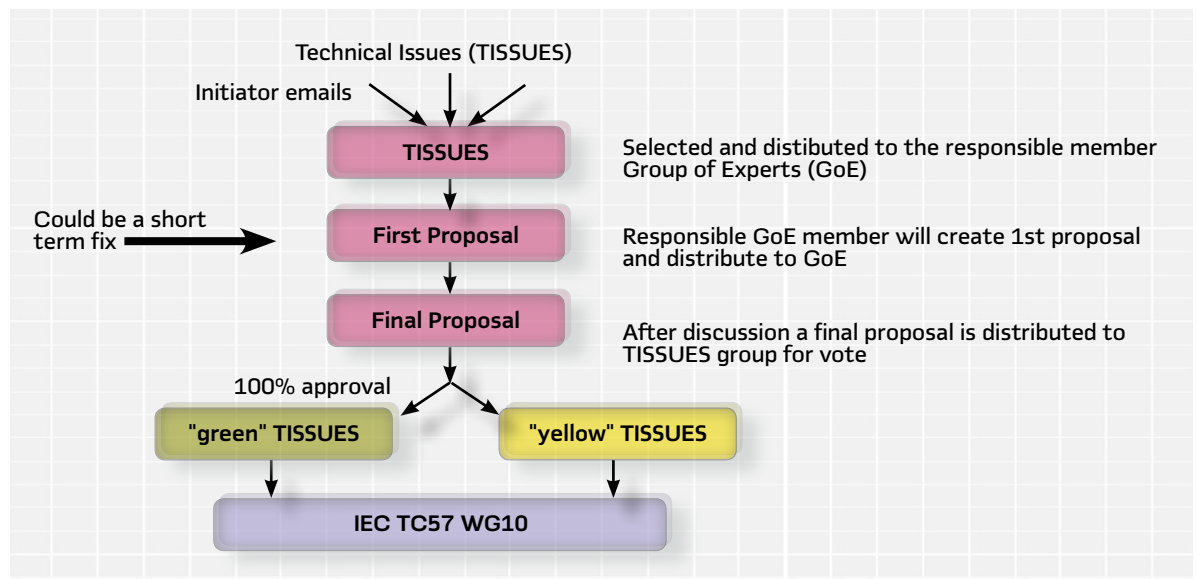 Technical Issues (TISSUES)
Initiator emails
TISSUES
Selected and distibuted to the responsible member
Group of Experts (GoE)
Could be a short
term fix
First Proposal
Responsible GoE member will create 1st proposal
and distribute to GoE
Final Proposal
After discussion a final proposal is distributed to
TISSUES group for vote
100% approval
"green" TISSUES
"yellow" TISSUES
IEC TC57 WG10